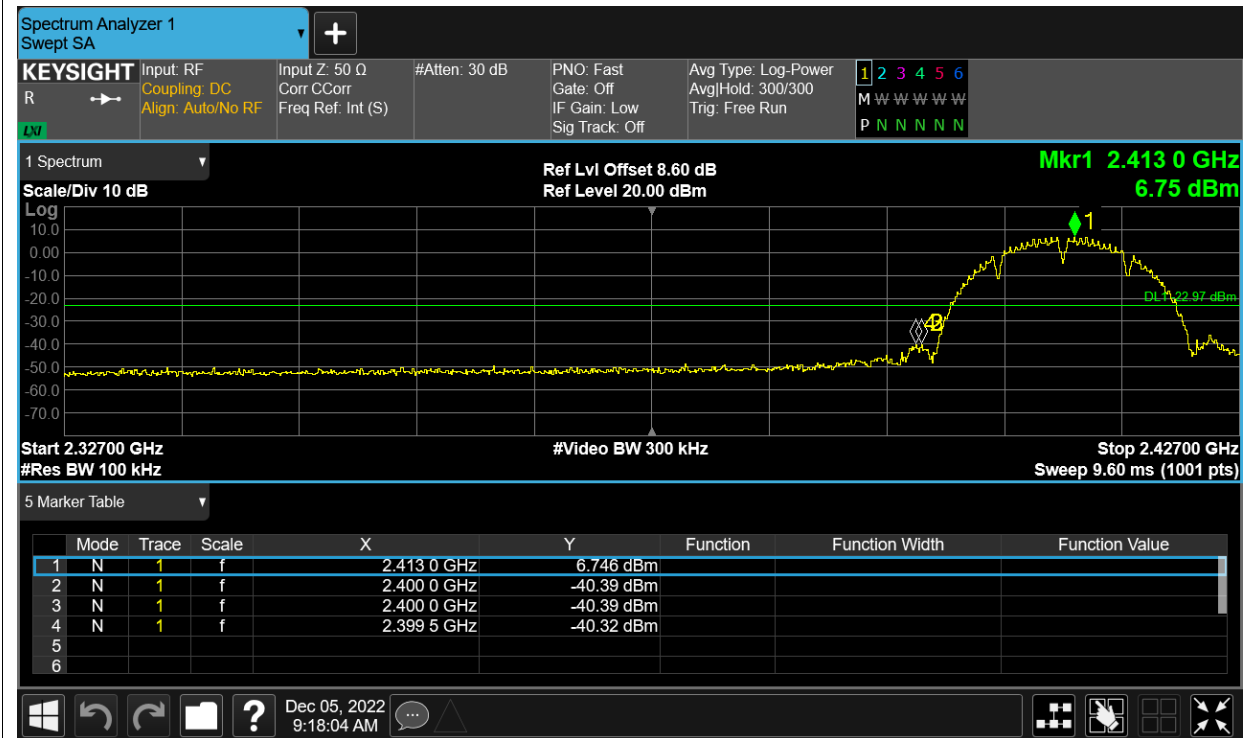 Spectrum Analyzer 1
Swept SA
KEYSIGHT
R
LXI
Input: RF
Coupling: DC
Align: Auto/No RF
Input Z: 50 Ω
Corr CCorr
Freq Ref: Int (S)
#Atten: 30 dB
PNO: Fast
Gate: Off
IF Gain: Low
Sig Track: Off
Avg Type: Log-Power
Avg|Hold: 300/300
Trig: Free Run
1 2 3 4 5 6
M W W W W W
P N N N N N
1 Spectrum
Scale/Div 10 dB
Ref Lvl Offset 8.60 dB
Ref Level 20.00 dBm
Mkr1 2.413 0 GHz
6.75 dBm
Log
10.0
0.00
-10.0
-20.0
-30.0
-40.0
-50.0
-60.0
-70.0
1
DL1 -22.97 dBm
Start 2.32700 GHz
#Video BW 300 kHz
Stop 2.42700 GHz
#Res BW 100 kHz
Sweep 9.60 ms (1001 pts)
5 Marker Table
Mode Trace Scale X Y Function Function Width Function Value
1 N 1 f 2.413 0 GHz 6.746 dBm
2 N 1 f 2.400 0 GHz -40.39 dBm
3 N 1 f 2.400 0 GHz -40.39 dBm
4 N 1 f 2.399 5 GHz -40.32 dBm
5
6
?
Dec 05, 2022
9:18:04 AM